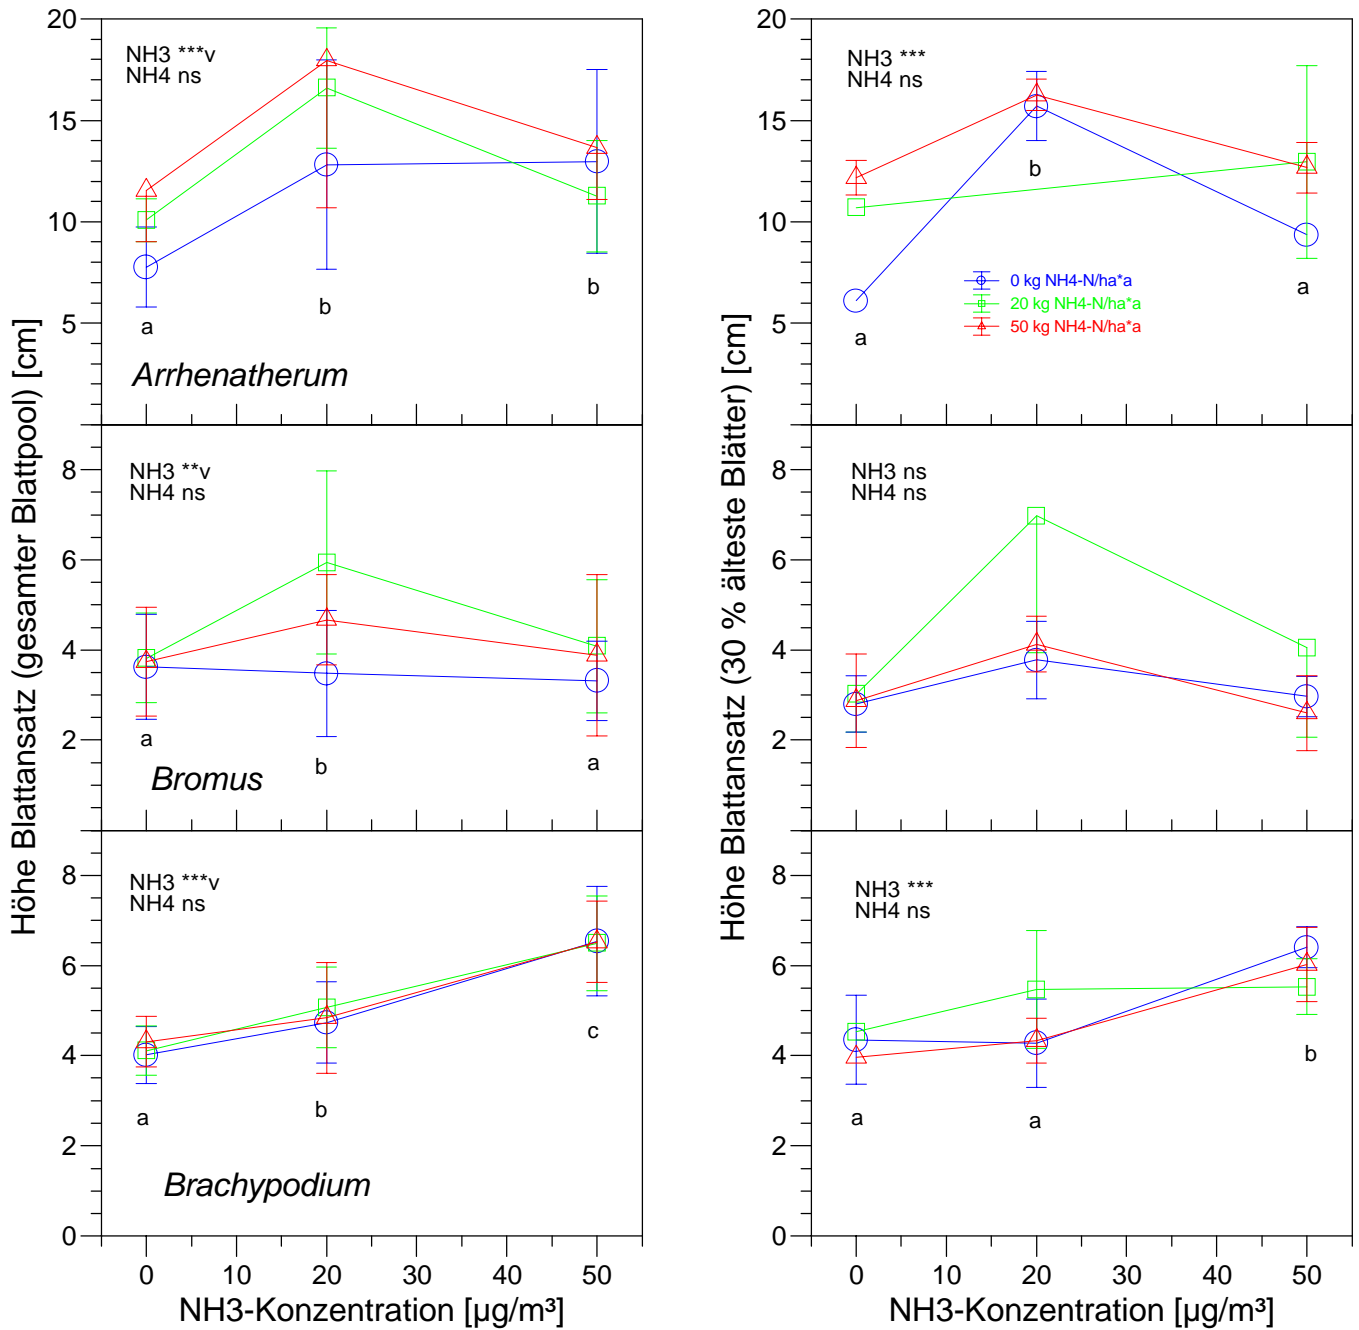 Höhe Blattansatz (gesamter Blattpool) [cm]
20
15
10
5
NH3 ***v
NH4 ns
a
b
b
Arrhenatherum
8
6
4
2
NH3 **v
NH4 ns
a
b
a
Bromus
8
6
4
2
0
NH3 ***v
NH4 ns
a
b
c
Brachypodium
0
10
20
30
40
50
NH3-Konzentration [µg/m³]
Höhe Blattansatz (30 % älteste Blätter) [cm]
20
15
10
5
NH3 ***
NH4 ns
b
a
a
0 kg NH4-N/ha*a
20 kg NH4-N/ha*a
50 kg NH4-N/ha*a
8
6
4
2
NH3 ns
NH4 ns
8
6
4
2
0
NH3 ***
NH4 ns
a
a
b
0
10
20
30
40
50
NH3-Konzentration [µg/m³]